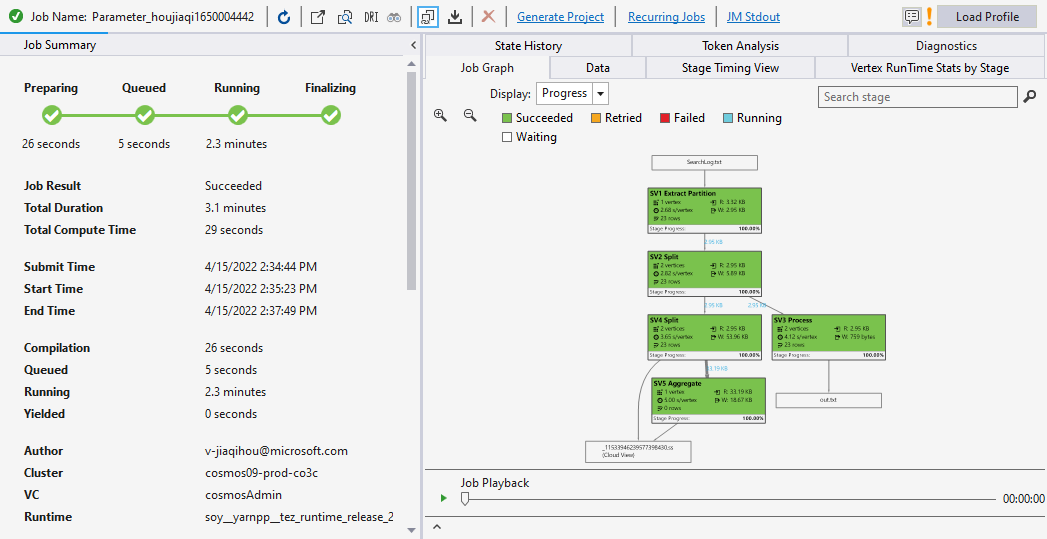 Job Name: Parameter_houjiaqi1650004442
DRI
Generate Project
Recurring Jobs
JM Stdout
Load Profile
Job Summary
Preparing
Queued
Running
Finalizing
26 seconds
5 seconds
2.3 minutes
Job Result Succeeded
Total Duration 3.1 minutes
Total Compute Time 29 seconds
Submit Time 4/15/2022 2:34:44 PM
Start Time 4/15/2022 2:35:23 PM
End Time 4/15/2022 2:37:49 PM
Compilation 26 seconds
Queued 5 seconds
Running 2.3 minutes
Yielded 0 seconds
Author v-jiaqihou@microsoft.com
Cluster cosmos09-prod-co3c
VC cosmosAdmin
Runtime soy__yarnpp__tez_runtime_release_2
State History
Token Analysis
Diagnostics
Job Graph
Data
Stage Timing View
Vertex RunTime Stats by Stage
Display: Progress
Search stage
Succeeded
Retried
Failed
Running
Waiting
SearchLog.txt
SV1 Extract Partition
1 vertex R: 3.32 KB
2.68 s/vertex W: 2.95 KB
23 rows
Stage Progress: 100.00%
2.95 KB
SV2 Split
2 vertices R: 2.95 KB
2.82 s/vertex W: 5.89 KB
23 rows
Stage Progress: 100.00%
2.95 KB
2.95 KB
SV4 Split
2 vertices R: 2.95 KB
3.65 s/vertex W: 53.96 KB
23 rows
Stage Progress: 100.00%
SV3 Process
2 vertices R: 2.95 KB
4.12 s/vertex W: 759 bytes
23 rows
Stage Progress: 100.00%
33.19 KB
SV5 Aggregate
1 vertex R: 33.19 KB
5.00 s/vertex W: 18.67 KB
0 rows
Stage Progress: 100.00%
out.txt
(Cloud View)
Job Playback
00:00:00